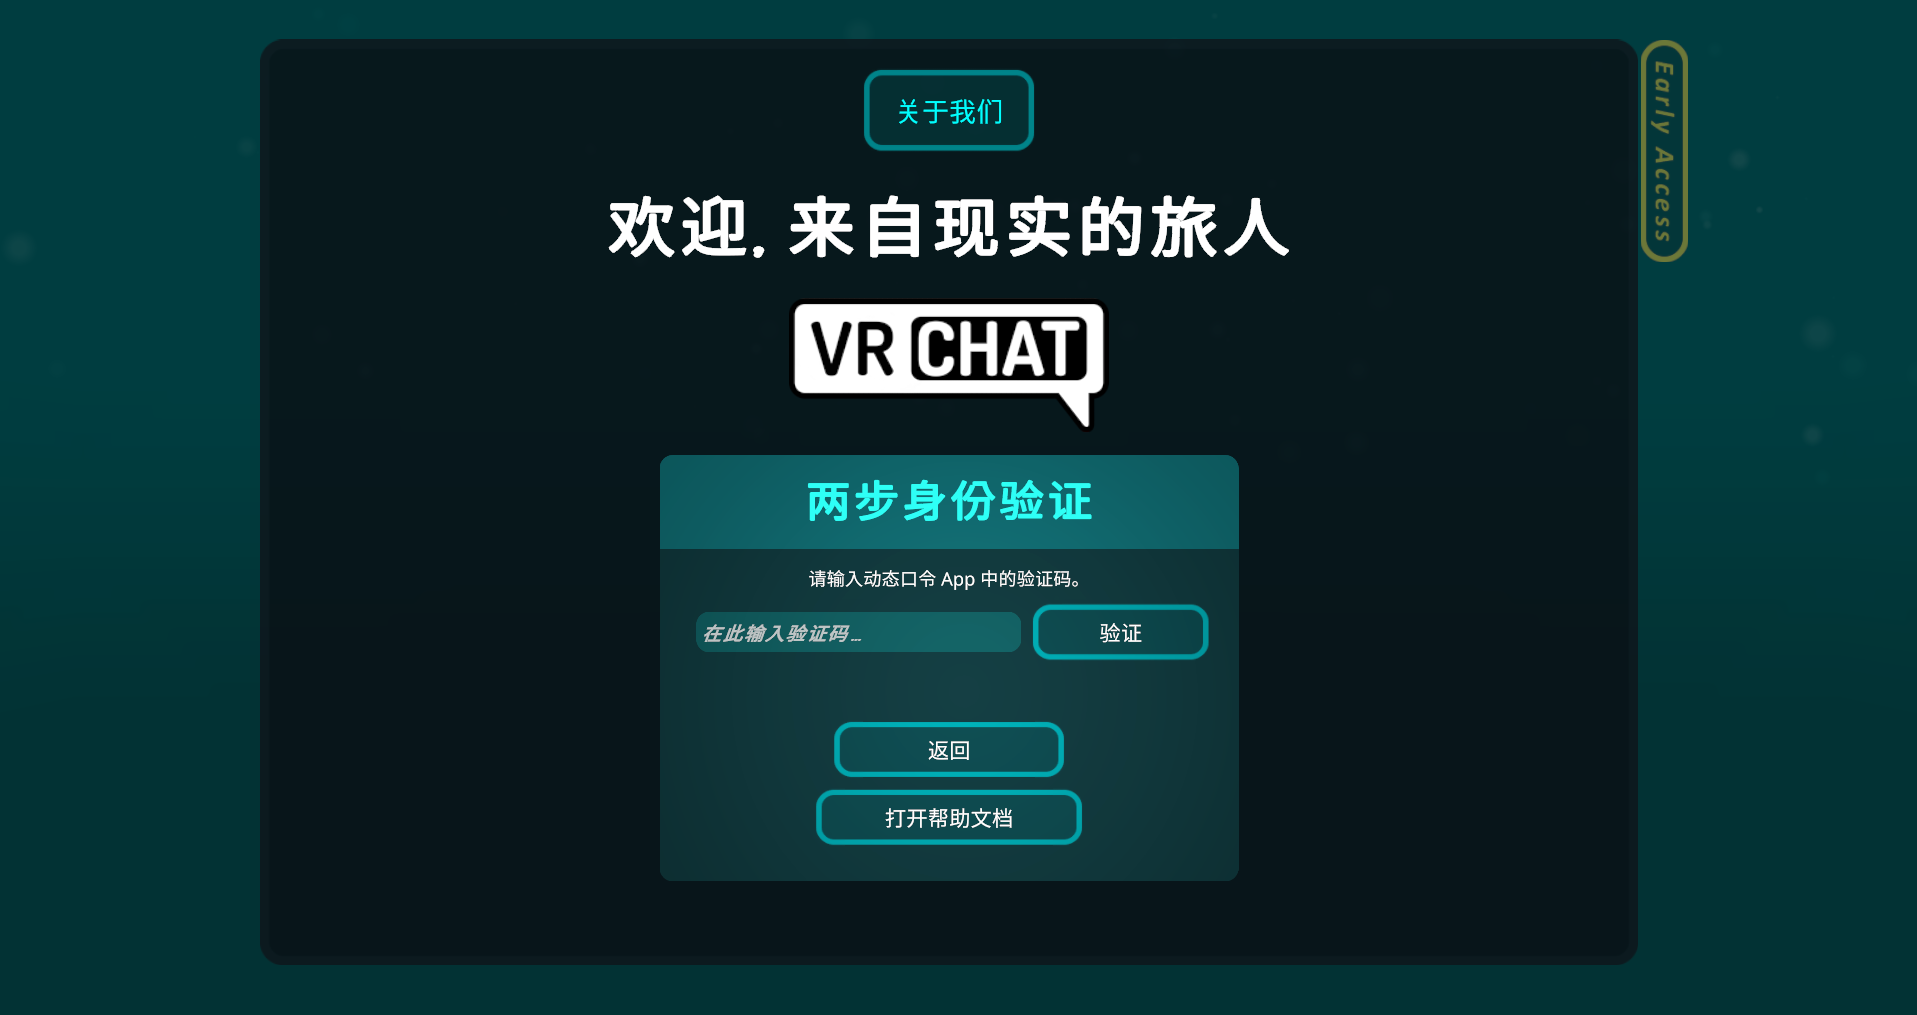 关于我们
Early Access
欢迎, 来自现实的旅人
VRCHAT
两步身份验证
请输入动态口令 App 中的验证码。
在此输入验证码...
验证
返回
打开帮助文档